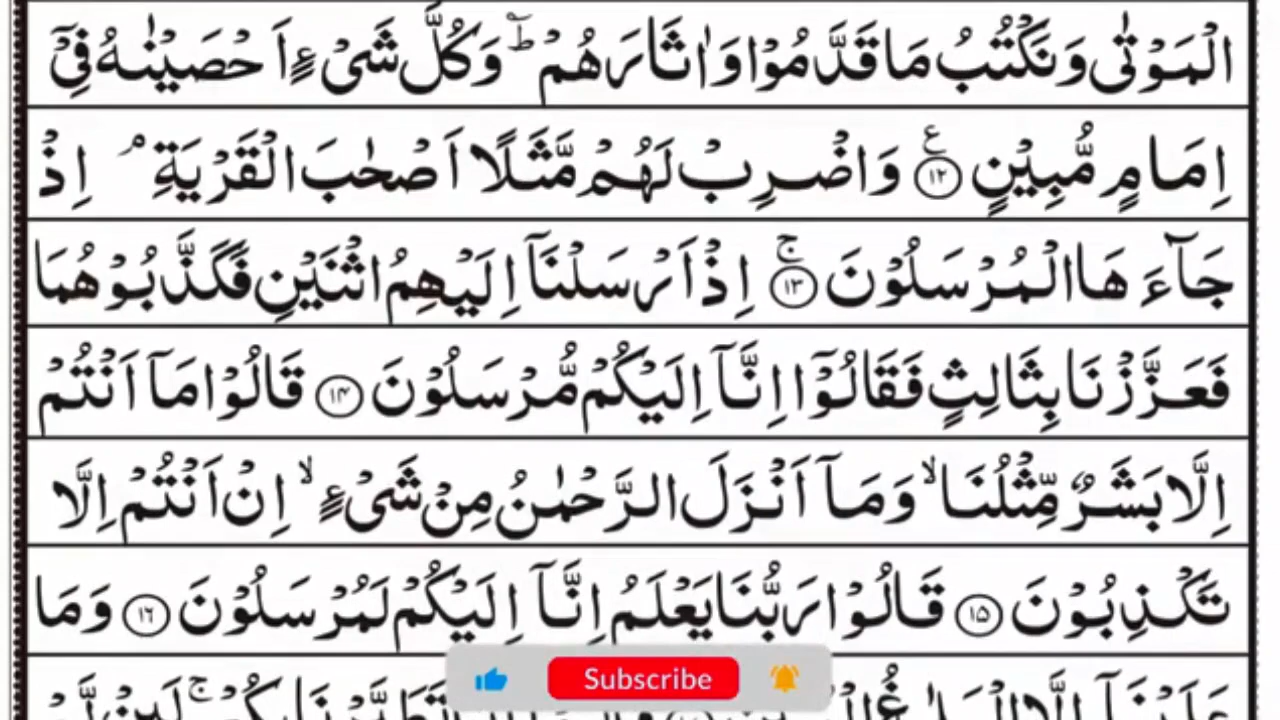 الْمَوْتٰى وَنَكْتُبُ مَا قَدَّمُوْا وَاٰثَارَهُمْ ؕ وَكُلَّ شَیْءٍ اَحْصَیْنٰهُ فِیْۤ
اِمَامٍ مُّبِیْنٍ ﴿۱۲﴾ ع وَاضْرِبْ لَهُمْ مَّثَلًا اَصْحٰبَ الْقَرْیَةِ ۘ اِذْ
جَآءَهَا الْمُرْسَلُوْنَ ﴿۱۳﴾ ۚ اِذْ اَرْسَلْنَاۤ اِلَیْهِمُ اثْنَیْنِ فَكَذَّبُوْهُمَا
فَعَزَّزْنَا بِثَالِثٍ فَقَالُوْۤا اِنَّاۤ اِلَیْكُمْ مُّرْسَلُوْنَ ﴿۱۴﴾ قَالُوْا مَاۤ اَنْتُمْ
اِلَّا بَشَرٌ مِّثْلُنَا ۙ وَمَاۤ اَنْزَلَ الرَّحْمٰنُ مِنْ شَیْءٍ ۙ اِنْ اَنْتُمْ اِلَّا
تَكْذِبُوْنَ ﴿۱۵﴾ قَالُوْا رَبُّنَا یَعْلَمُ اِنَّاۤ اِلَیْكُمْ لَمُرْسَلُوْنَ ﴿۱۶﴾ وَمَا
عَلَیْنَاۤ اِلَّا الْبَلٰغُ تَطَیَّرْنَا بِكُمْ ۚ لَىِٕنْ لَّمْ
Subscribe